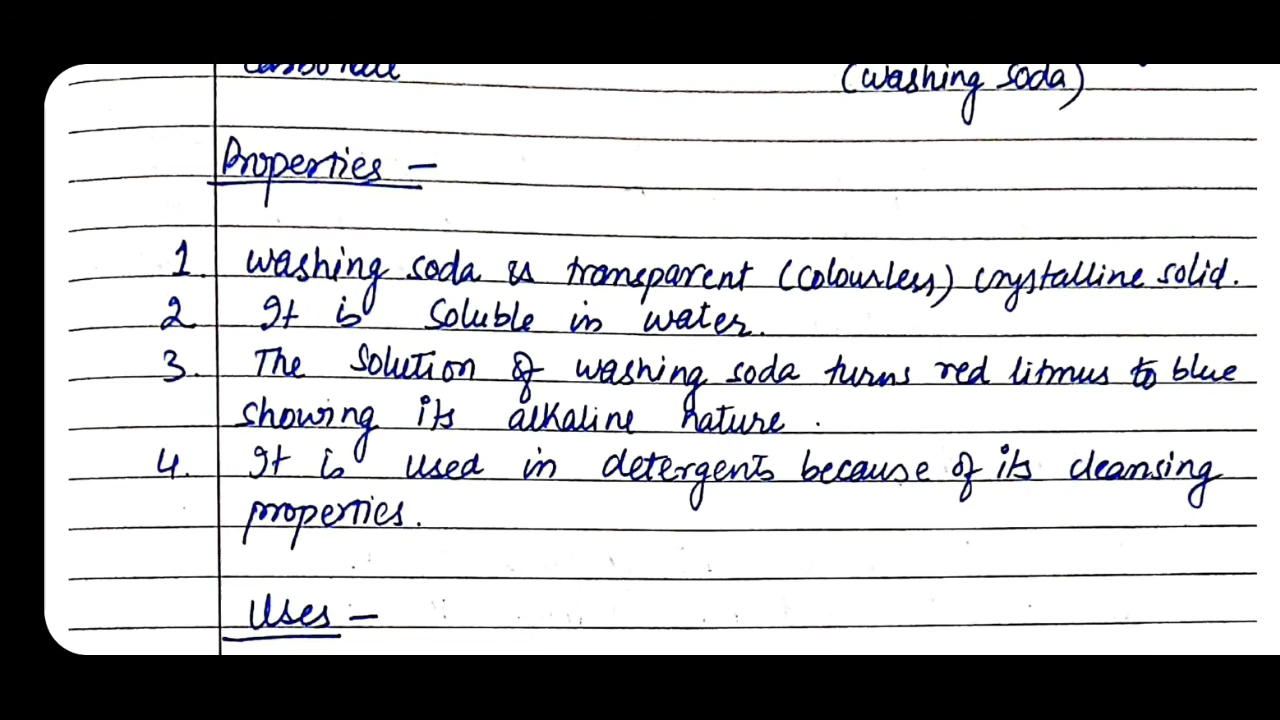 (washing soda)
Properties -
1. washing soda is transparent (colourless) crystalline solid.
2 It is soluble in water.
3. The solution of washing soda turns red litmus to blue
showing its alkaline nature.
4. It is used in detergents because of its cleansing
properties.
Uses -